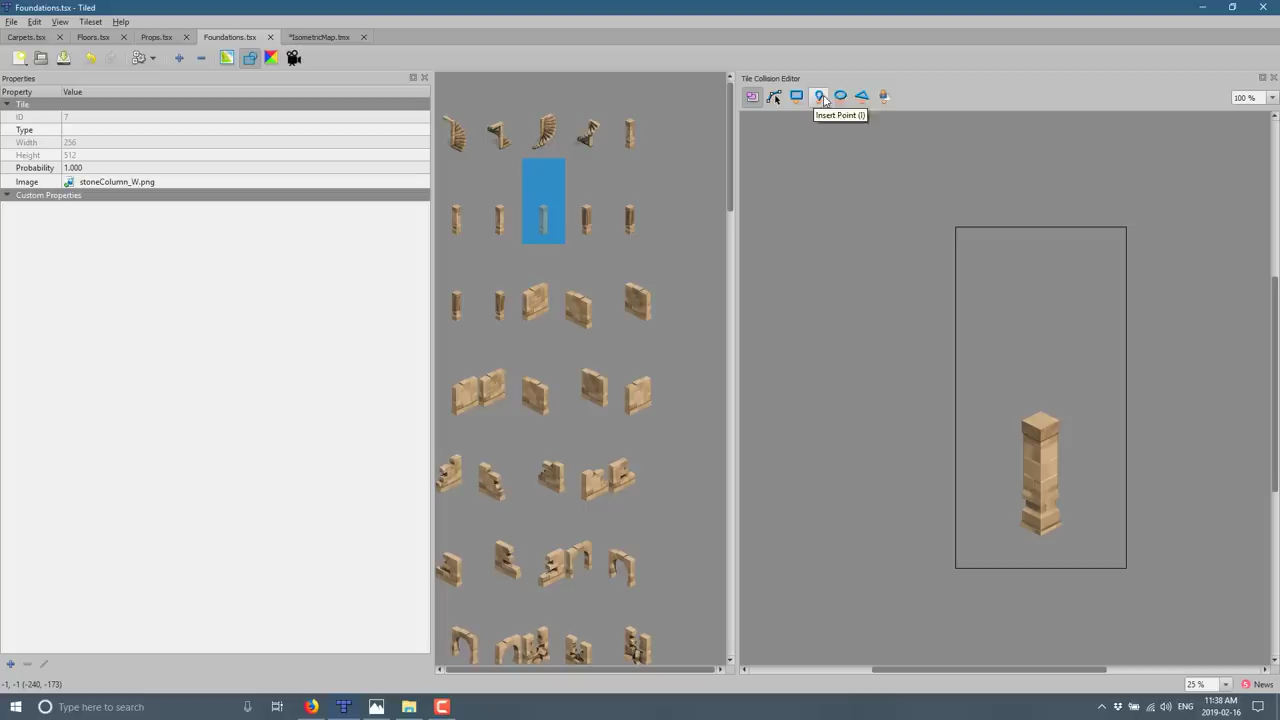 Foundations.tsx - Tiled
File Edit View Tileset Help
Carpets.tsx Floors.tsx Props.tsx Foundations.tsx *IsometricMap.tmx
Properties
Tile Collision Editor
Property Value
100 %
Tile
Insert Point (I)
ID 7
Type
Width 256
Height 512
Probability 1.000
Image stoneColumn_W.png
Custom Properties
-1, -1 (-240, -173)
25 %
News
Type here to search
ENG
11:38 AM
2019-02-16